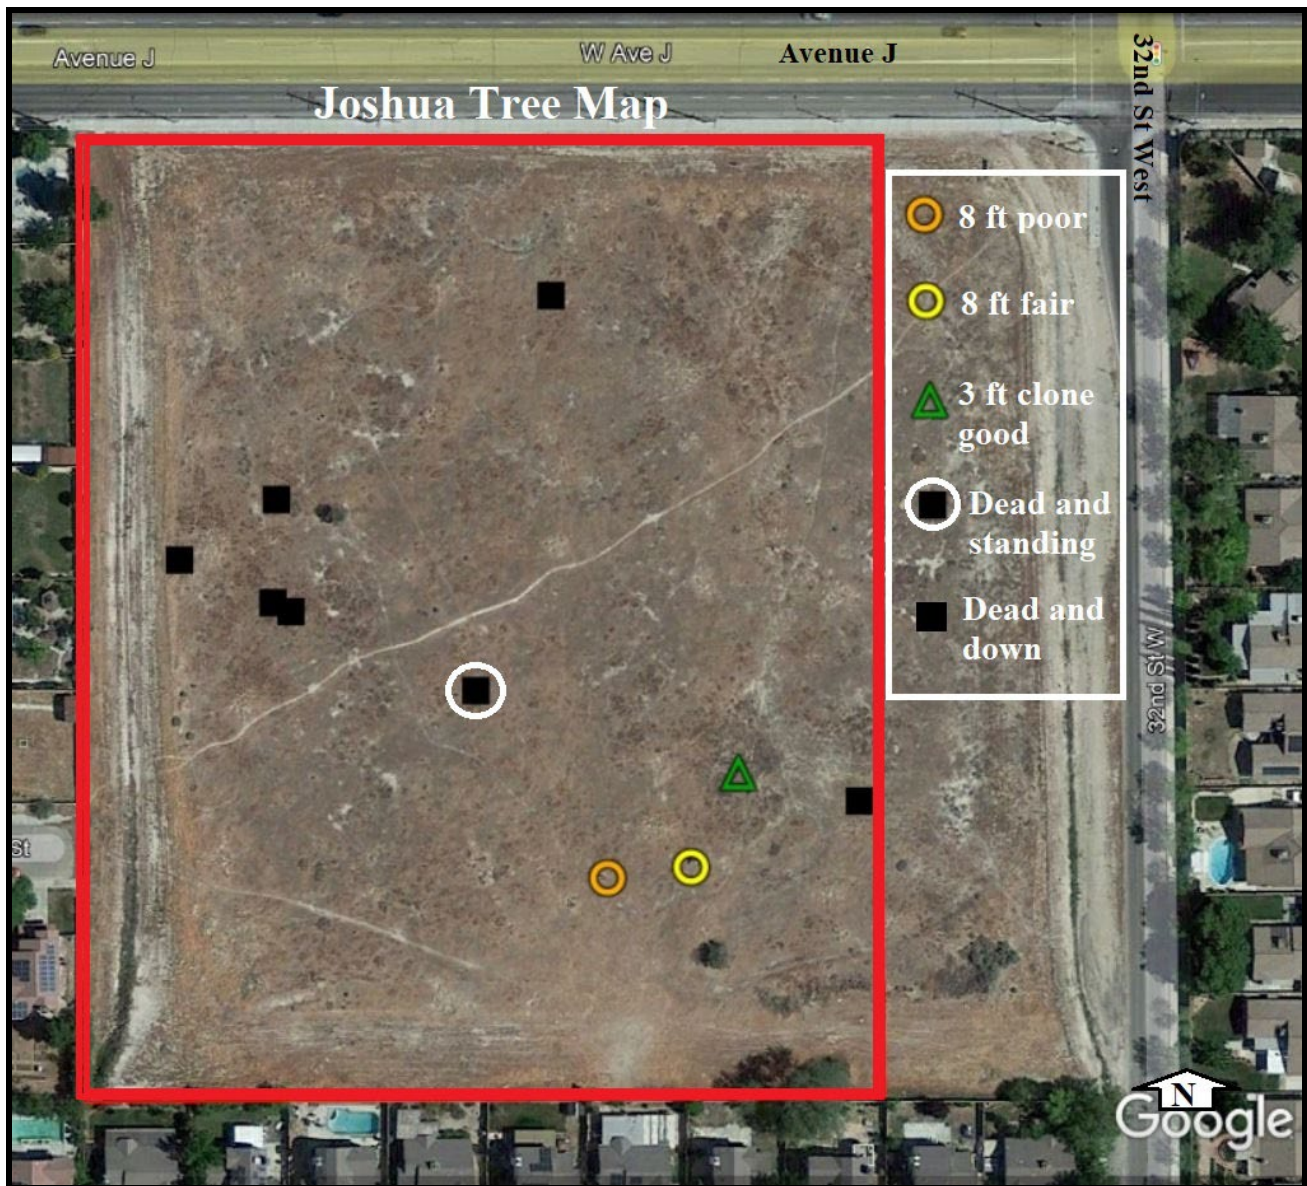 Avenue J
W Ave J
Avenue J
32nd St West
Joshua Tree Map
8 ft poor
8 ft fair
3 ft clone
good
Dead and
standing
Dead and
down
32nd St W
St
N
Google